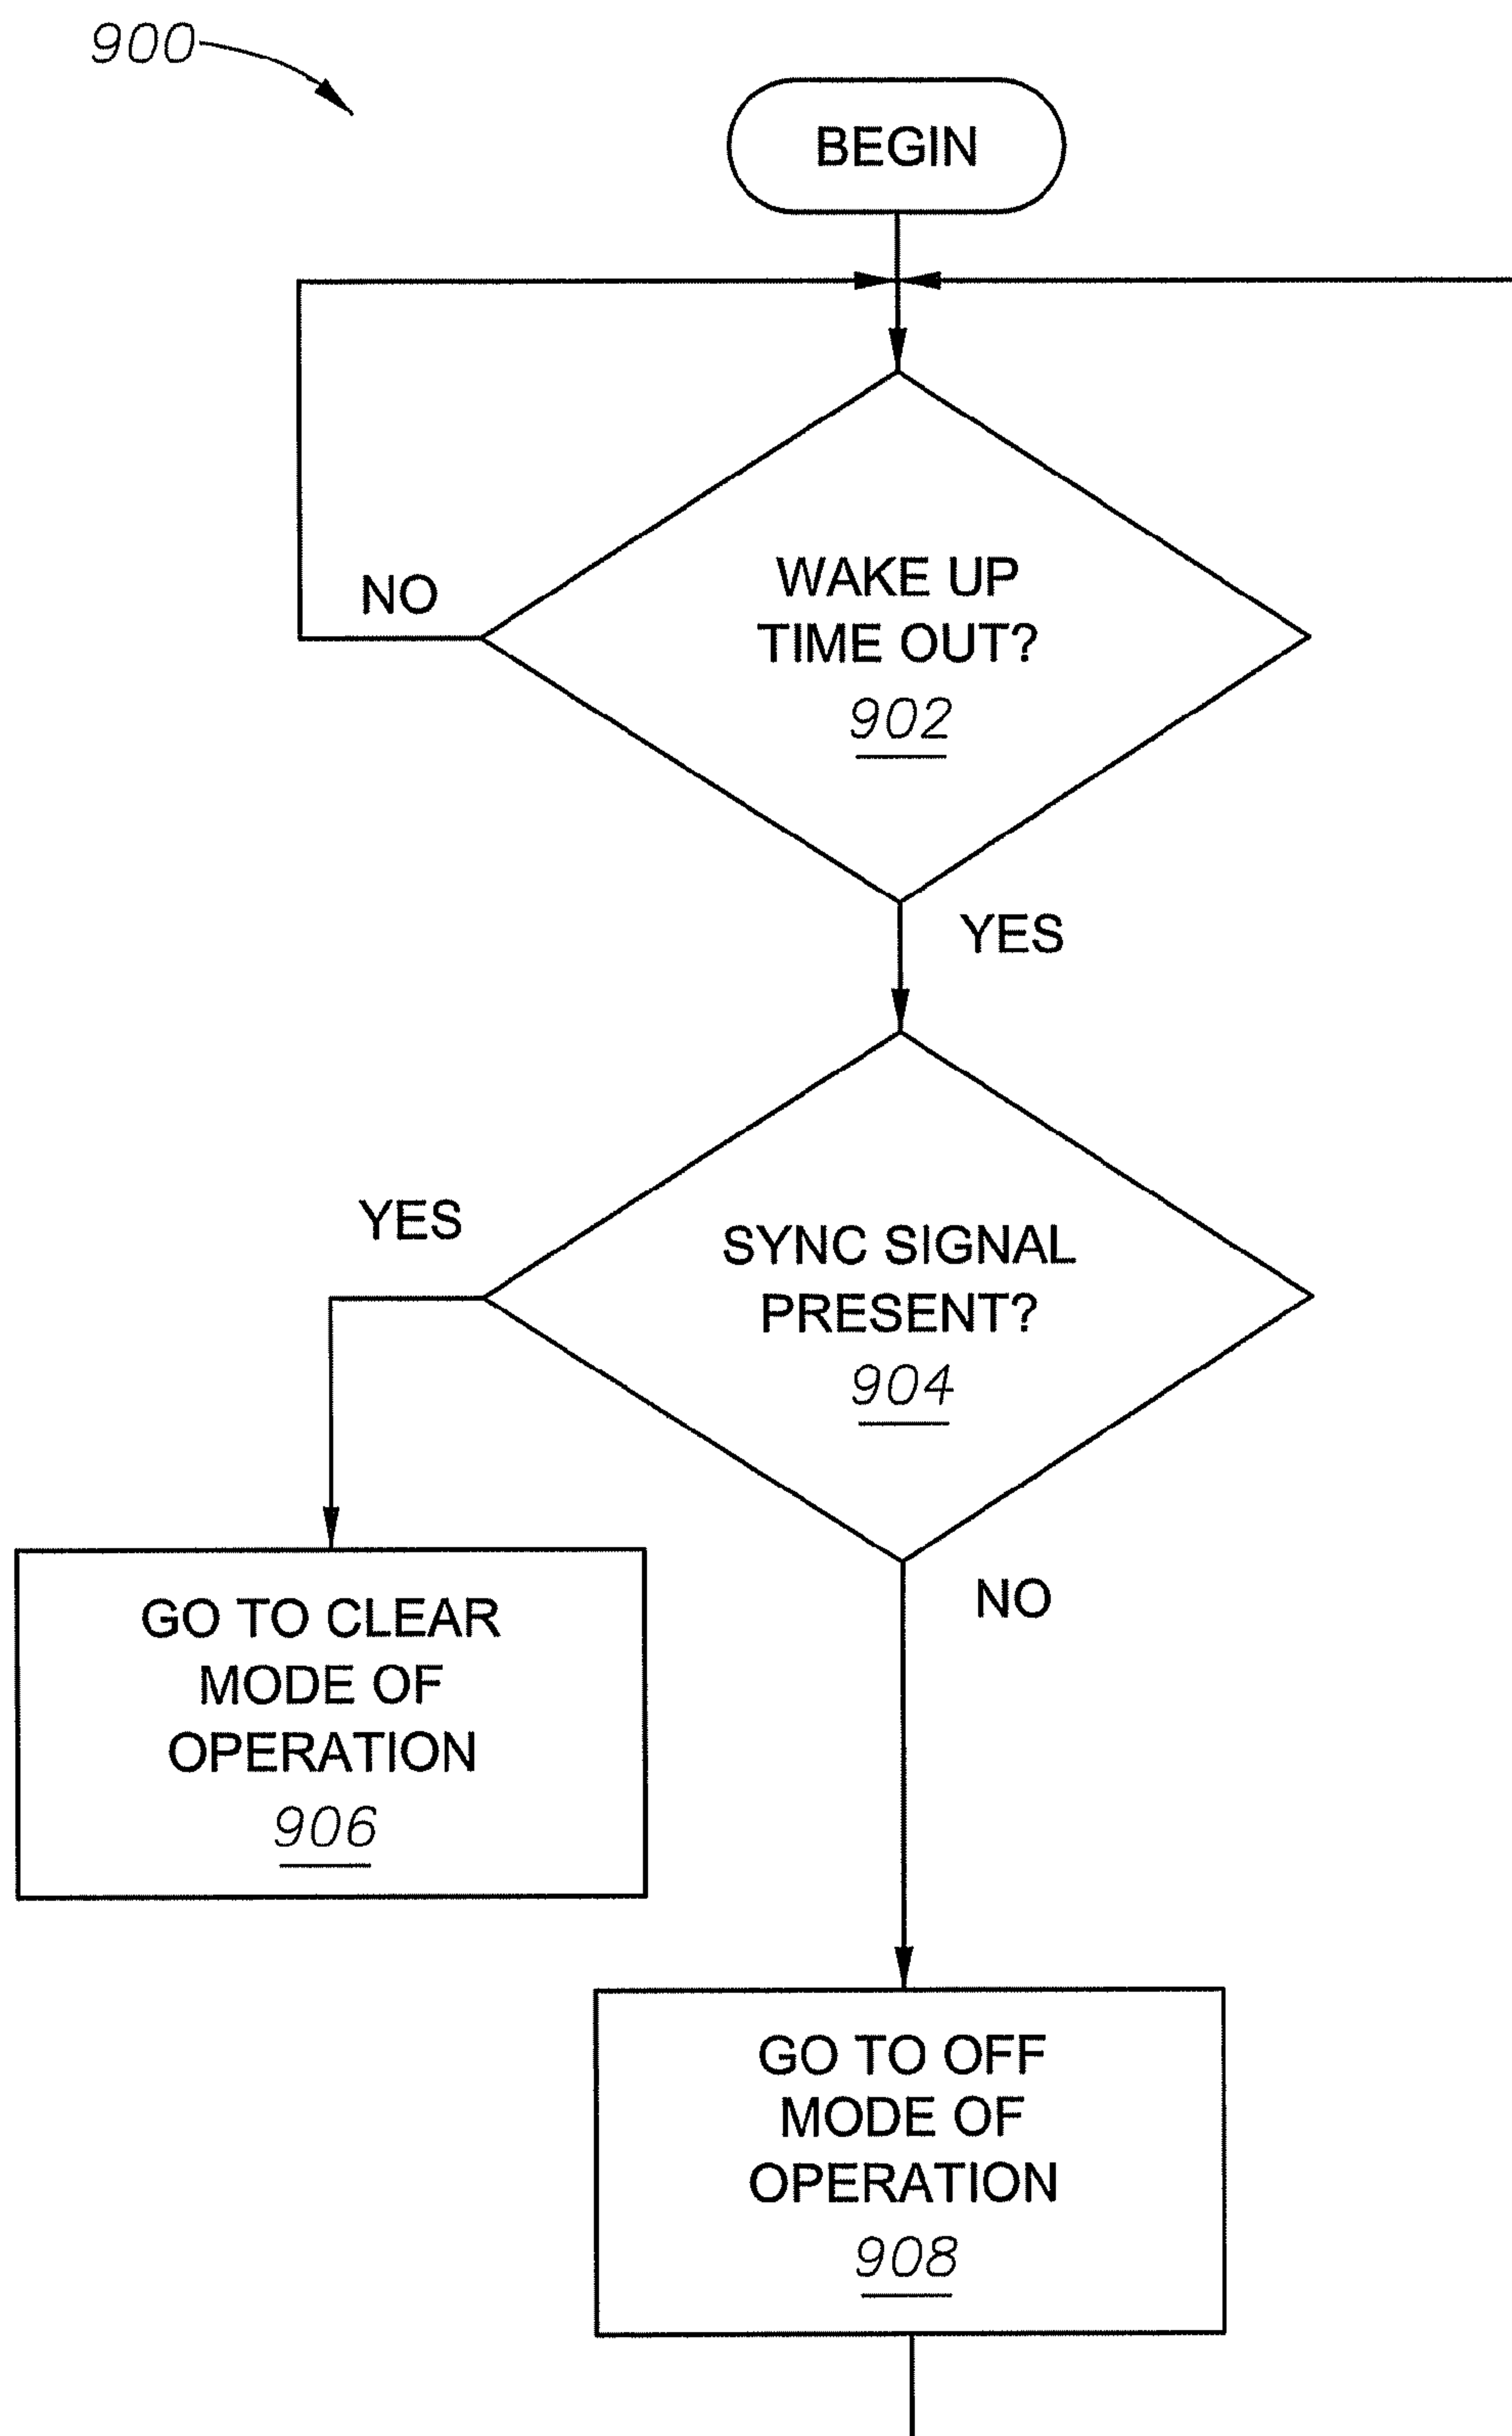 900
BEGIN
WAKE UP
TIME OUT?
902
NO
YES
SYNC SIGNAL
PRESENT?
904
YES
NO
GO TO CLEAR
MODE OF
OPERATION
906
GO TO OFF
MODE OF
OPERATION
908